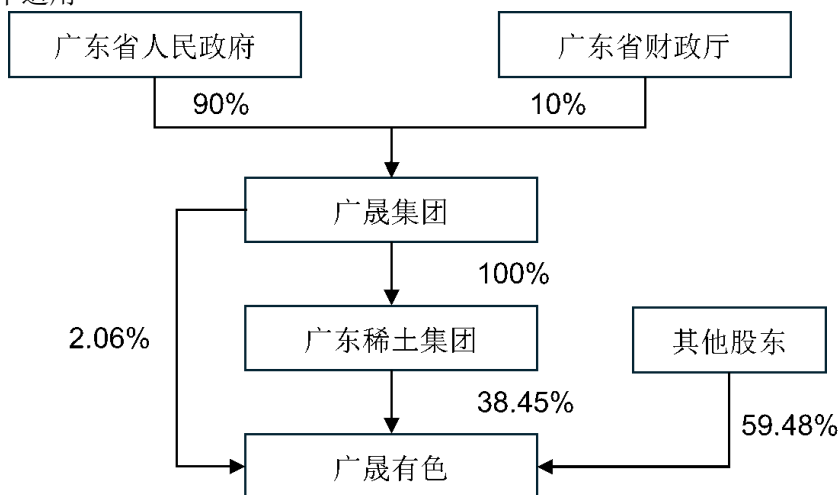 广东省人民政府
广东省财政厅
90%
10%
广晟集团
100%
2.06%
广东稀土集团
其他股东
38.45%
59.48%
广晟有色